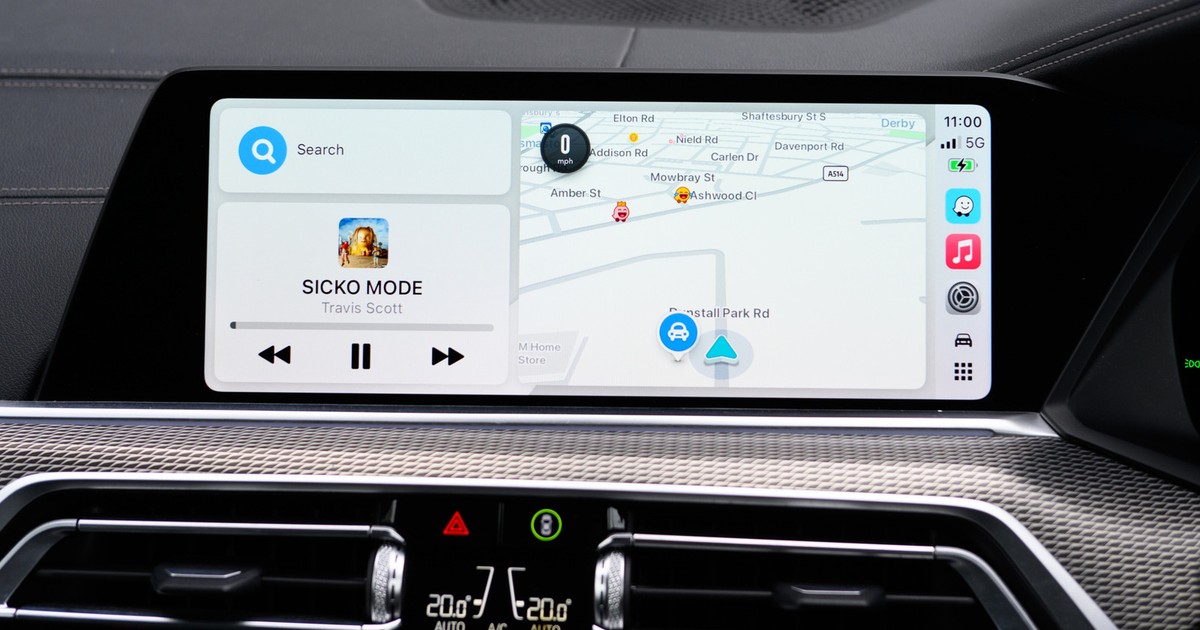 Search
SICKO MODE
Travis Scott
0
mph
Elton Rd
Shaftesbury St S
Derby
Nield Rd
Addison Rd
Davenport Rd
Carlen Dr
A514
Mowbray St
Amber St
Ashwood Cl
Dunstall Park Rd
M Home
Store
11:00
5G
20.0°
20.0°
AUTO
A/C
AUTO